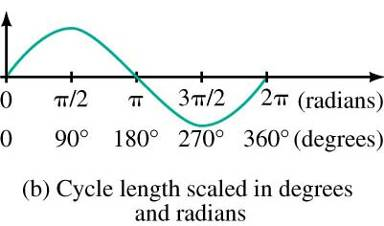 0 π/2 π 3π/2 2π (radians)
0 90° 180° 270° 360° (degrees)
(b) Cycle length scaled in degrees
and radians